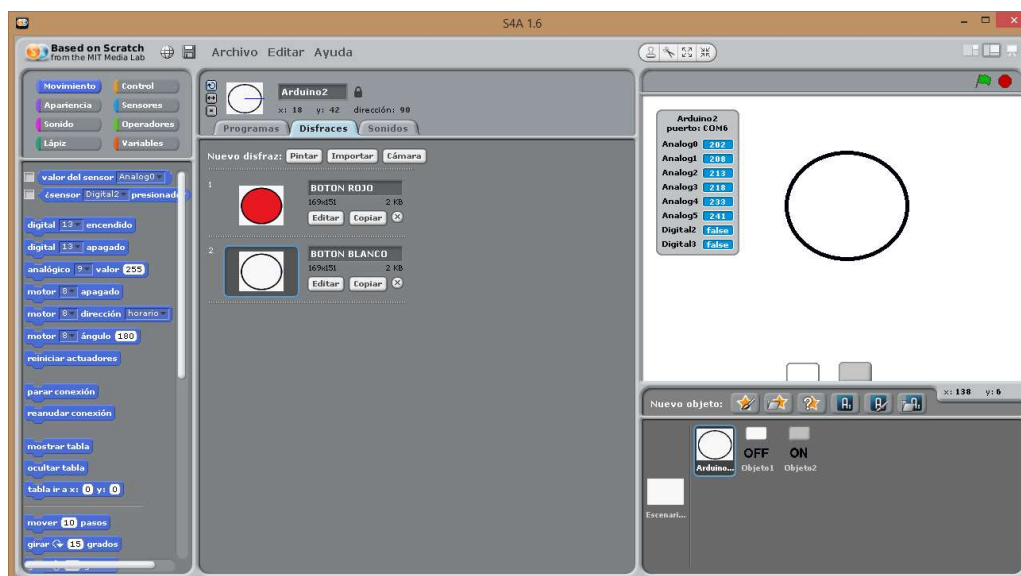 S4A 1.6
Based on Scratch
from the MIT Media Lab
Archivo Editar Ayuda
Movimiento Control
Apariencia Sensores
Sonido Operadores
Lápiz Variables
valor del sensor Analog0
¿sensor Digital2 presionado
digital 13 encendido
digital 13 apagado
analógico 9 valor 255
motor 8 apagado
motor 8 dirección horario
motor 8 ángulo 180
reiniciar actuadores
parar conexión
reanudar conexión
mostrar tabla
ocultar tabla
tabla ir a x: 0 y: 0
mover 10 pasos
girar 15 grados
Arduino2
x: 18 y: 42 dirección: 90
Programas Disfraces Sonidos
Nuevo disfraz: Pintar Importar Cámara
1
BOTON ROJO
169x151 2 KB
Editar Copiar
2
BOTON BLANCO
169x151 2 KB
Editar Copiar
Arduino2
puerto: COM6
Analog0 202
Analog1 208
Analog2 213
Analog3 218
Analog4 233
Analog5 241
Digital2 false
Digital3 false
x: 138 y: 6
Nuevo objeto:
OFF ON
Arduino... Objeto1 Objeto2
Escenari...